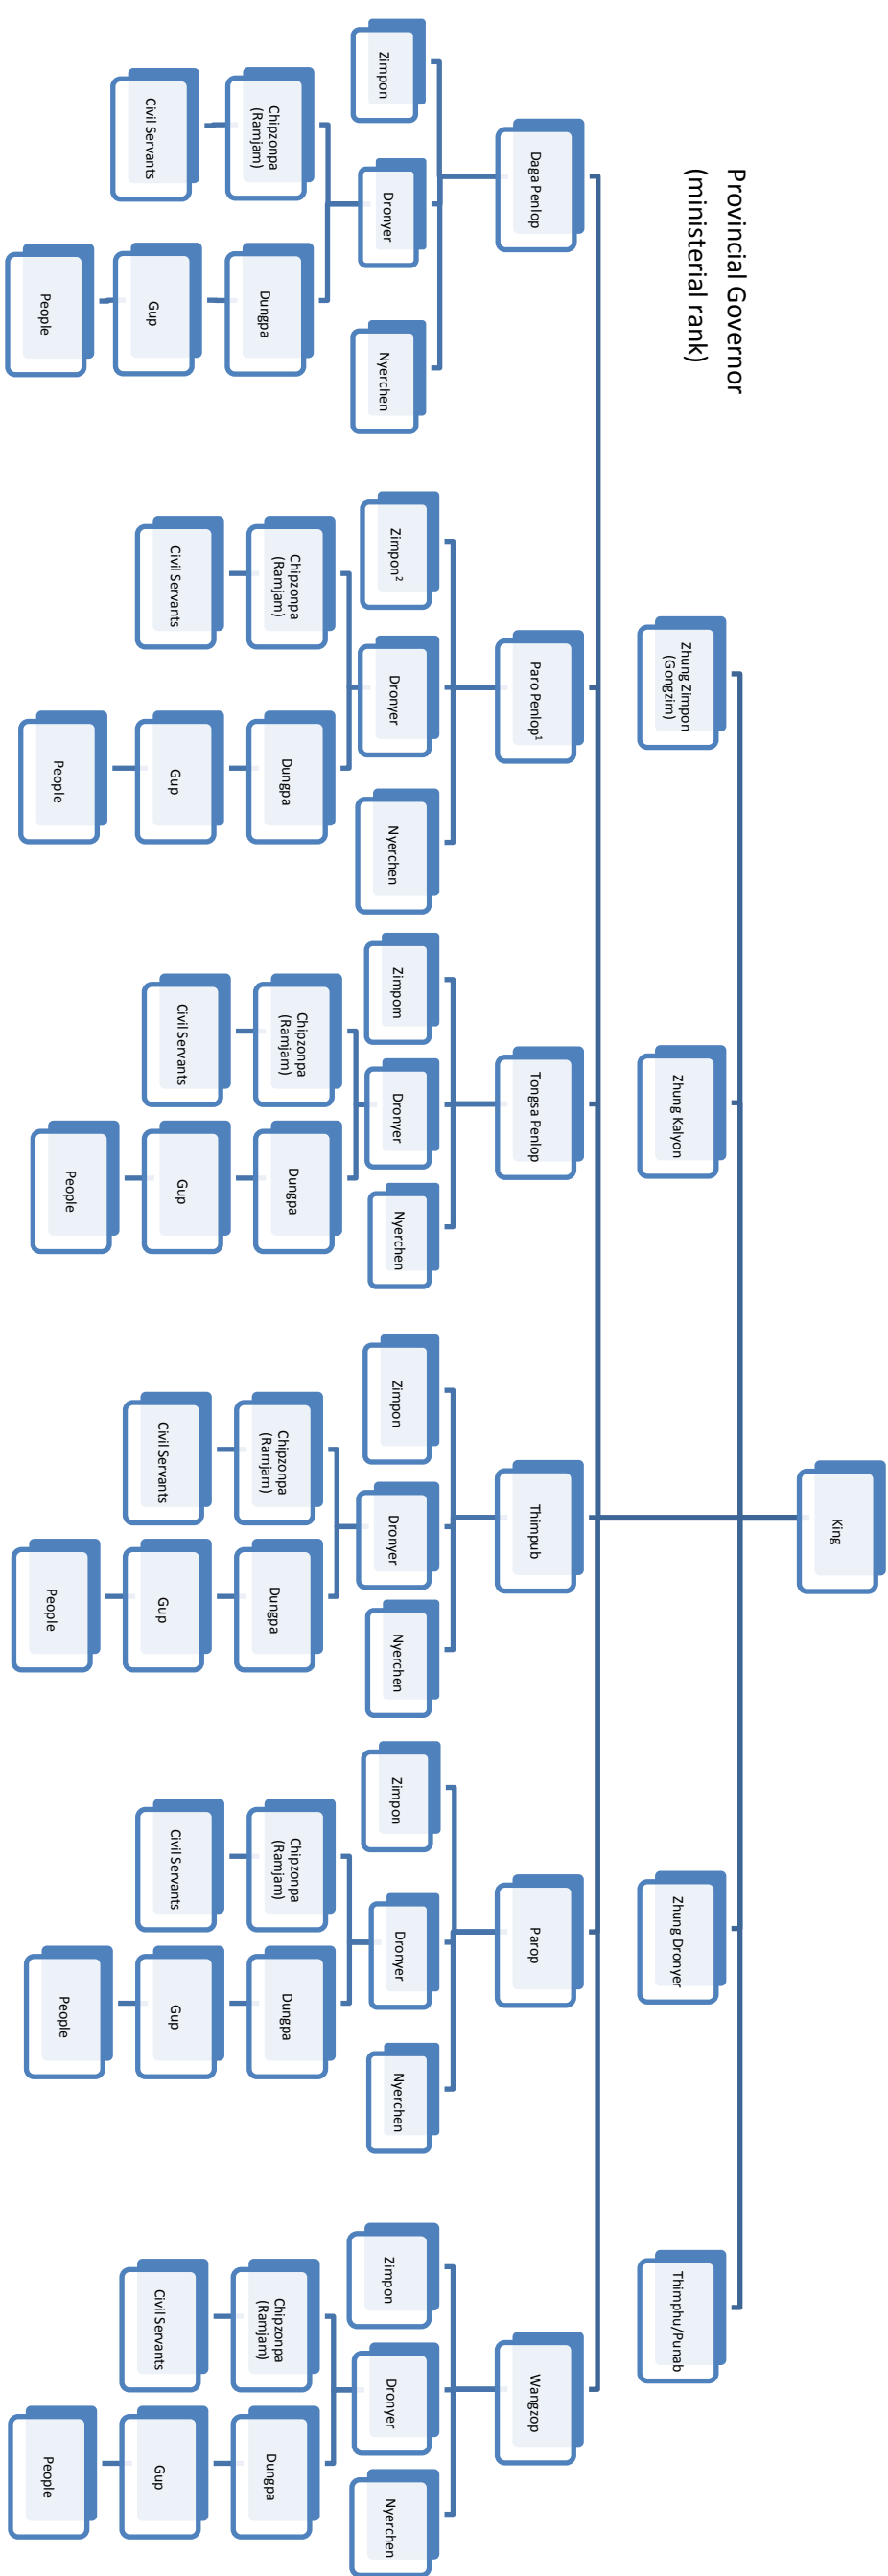 Provincial Governor
(ministerial rank)
King
Zhung Zimpon
(Gongzim)
Zhung Kalyon
Zhung Dronyer
Thimphu/Punab
Daga Penlop
Paro Penlop¹
Tongsa Penlop
Thimpub
Parop
Wangzop
Zimpon
Dronyer
Nyerchen
Zimpon²
Dronyer
Nyerchen
Zimpom
Dronyer
Nyerchen
Zimpon
Dronyer
Nyerchen
Zimpon
Dronyer
Nyerchen
Zimpon
Dronyer
Nyerchen
Chipzonpa
(Ramjam)
Dungpa
Chipzonpa
(Ramjam)
Dungpa
Chipzonpa
(Ramjam)
Dungpa
Chipzonpa
(Ramjam)
Dungpa
Chipzonpa
(Ramjam)
Dungpa
Chipzonpa
(Ramjam)
Dungpa
Civil Servants
Gup
Civil Servants
Gup
Civil Servants
Gup
Civil Servants
Gup
Civil Servants
Gup
Civil Servants
Gup
People
People
People
People
People
People